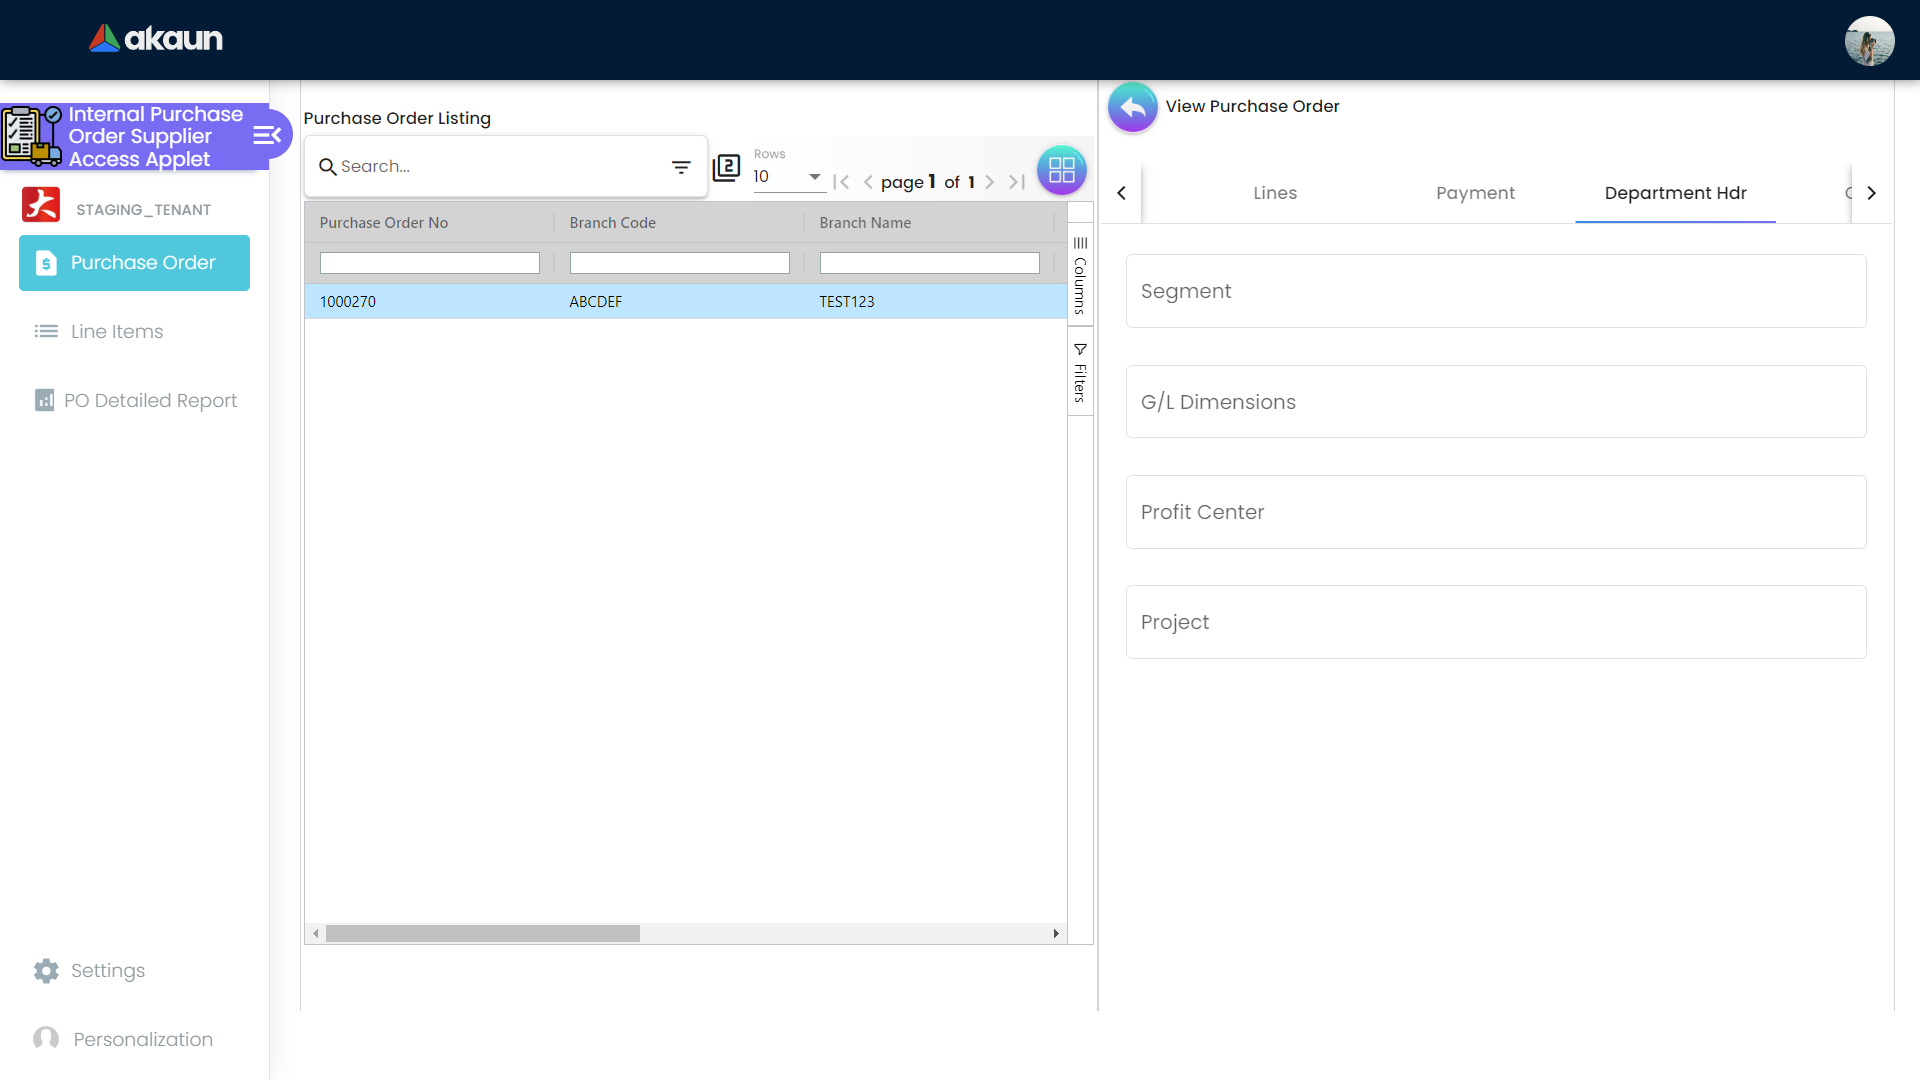 akaun
Internal Purchase
Order Supplier
Access Applet
STAGING_TENANT
Purchase Order
Line Items
PO Detailed Report
Settings
Personalization
Purchase Order Listing
Search...
2
Rows
10
page 1 of 1
Purchase Order No Branch Code Branch Name
1000270 ABCDEF TEST123
Columns
Filters
View Purchase Order
Lines Payment Department Hdr
Segment
G/L Dimensions
Profit Center
Project